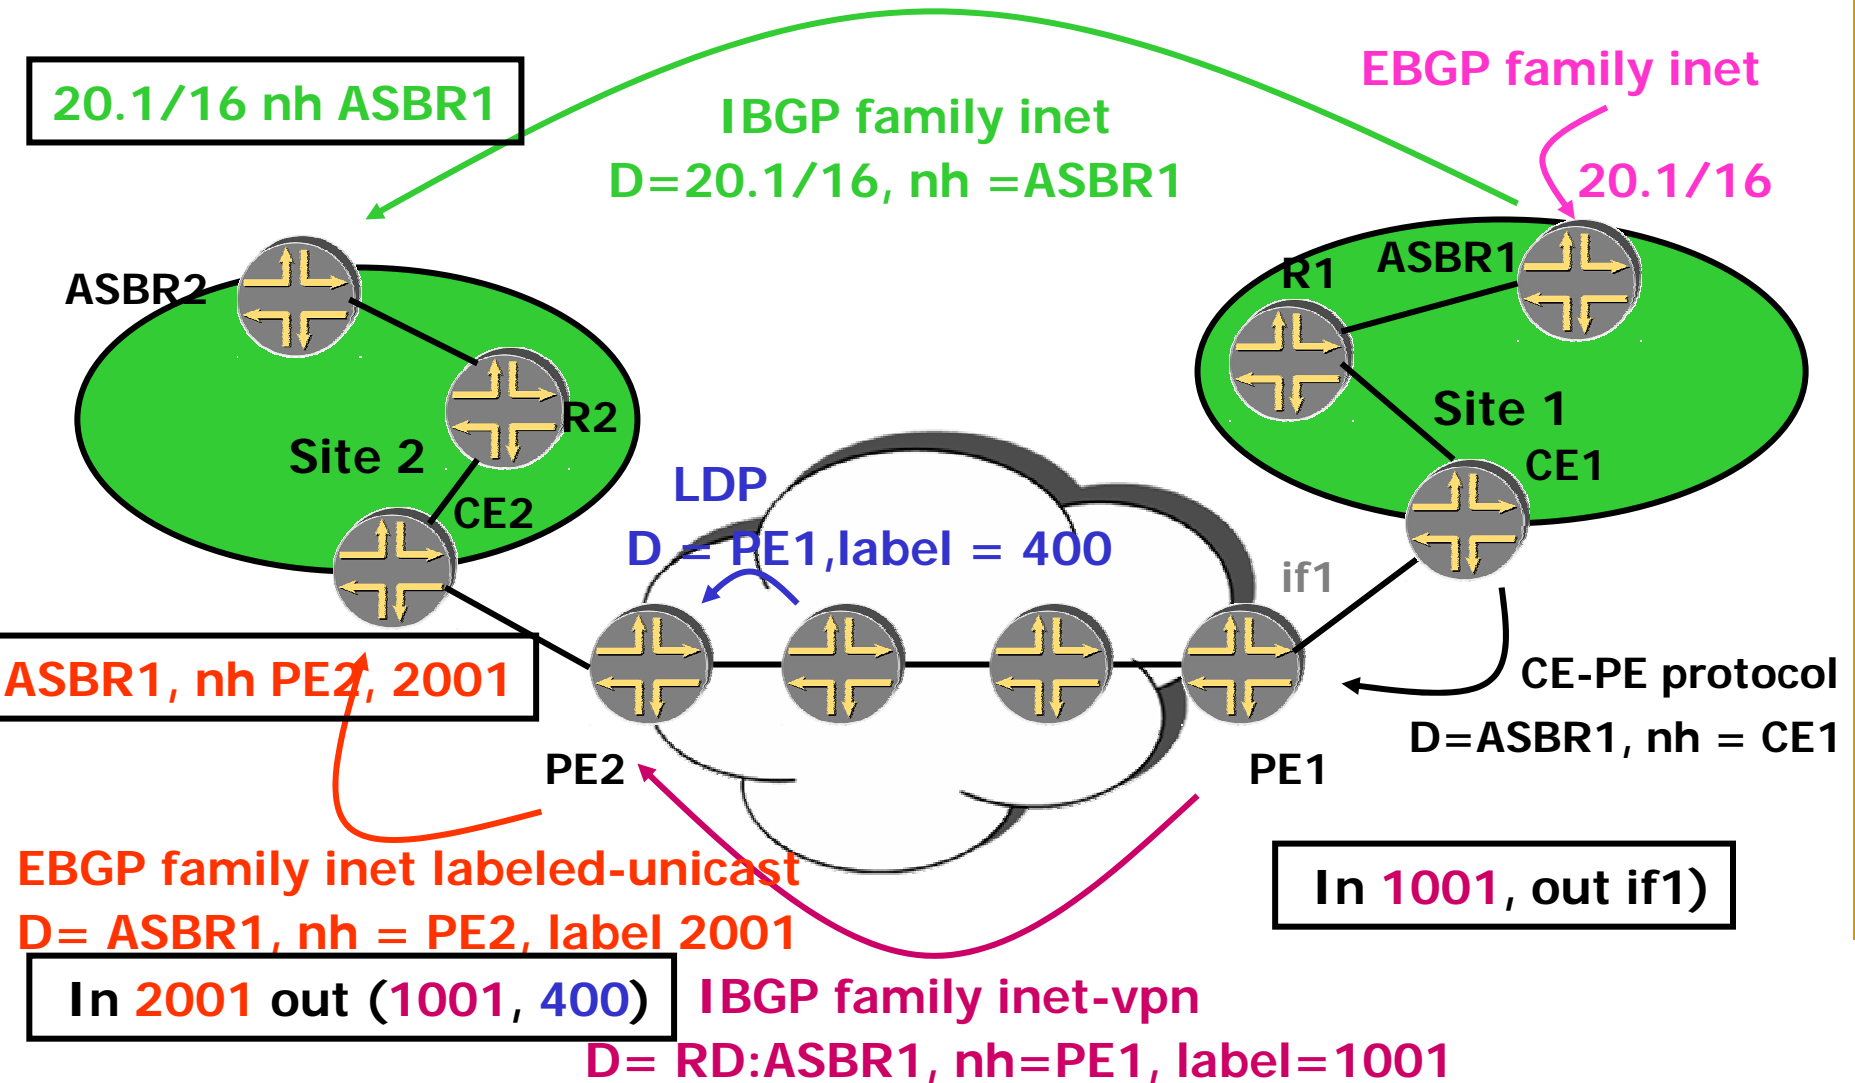 EBGP family inet
20.1/16 nh ASBR1
IBGP family inet
D=20.1/16, nh =ASBR1
20.1/16
ASBR2
R1
ASBR1
R2
Site 2
CE2
Site 1
CE1
LDP
D = PE1,label = 400
if1
ASBR1, nh PE2, 2001
CE-PE protocol
D=ASBR1, nh = CE1
PE2
PE1
EBGP family inet labeled-unicast
D= ASBR1, nh = PE2, label 2001
In 1001, out if1)
In 2001 out (1001, 400)
IBGP family inet-vpn
D= RD:ASBR1, nh=PE1, label=1001